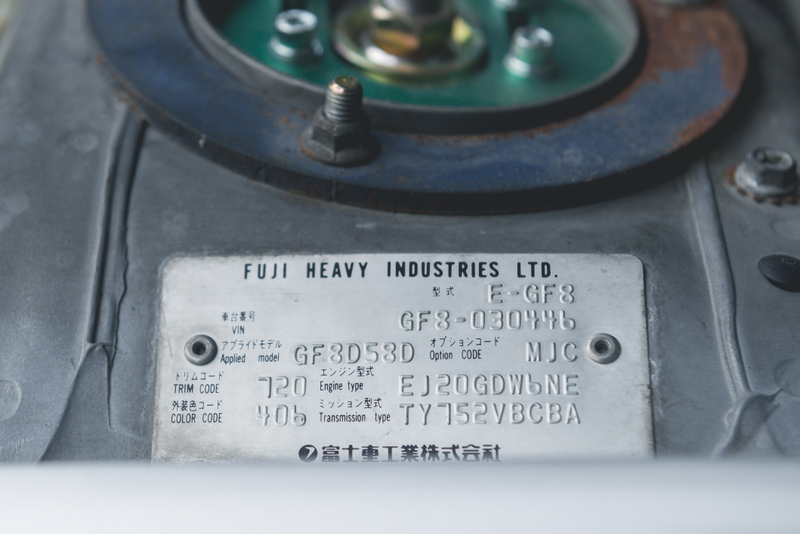 FUJI HEAVY INDUSTRIES LTD.
型式 E-GF8
車台番号 VIN GF8-030446
アプライドモデル Applied model GF8D58D オプションコード Option CODE MJC
トリムコード TRIM CODE 720 エンジン型式 Engine type EJ20GDW6NE
外装色コード COLOR CODE 406 ミッション型式 Transmission type TY752VBCBA
富士重工業株式会社